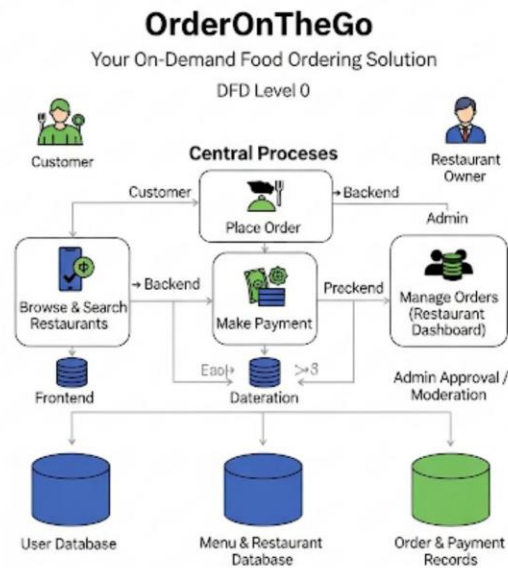 OrderOnTheGo
Your On-Demand Food Ordering Solution
DFD Level 0
Customer
Restaurant
Owner
Central Proceses
Customer
Place Order
→ Backend
Admin
Browse & Search
Restaurants
→ Backend
Make Payment
Preckend
Manage Orders
(Restaurant
Dashboard)
Frontend
Dateration
Admin Approval /
Moderation
User Database
Menu & Restaurant
Database
Order & Payment
Records